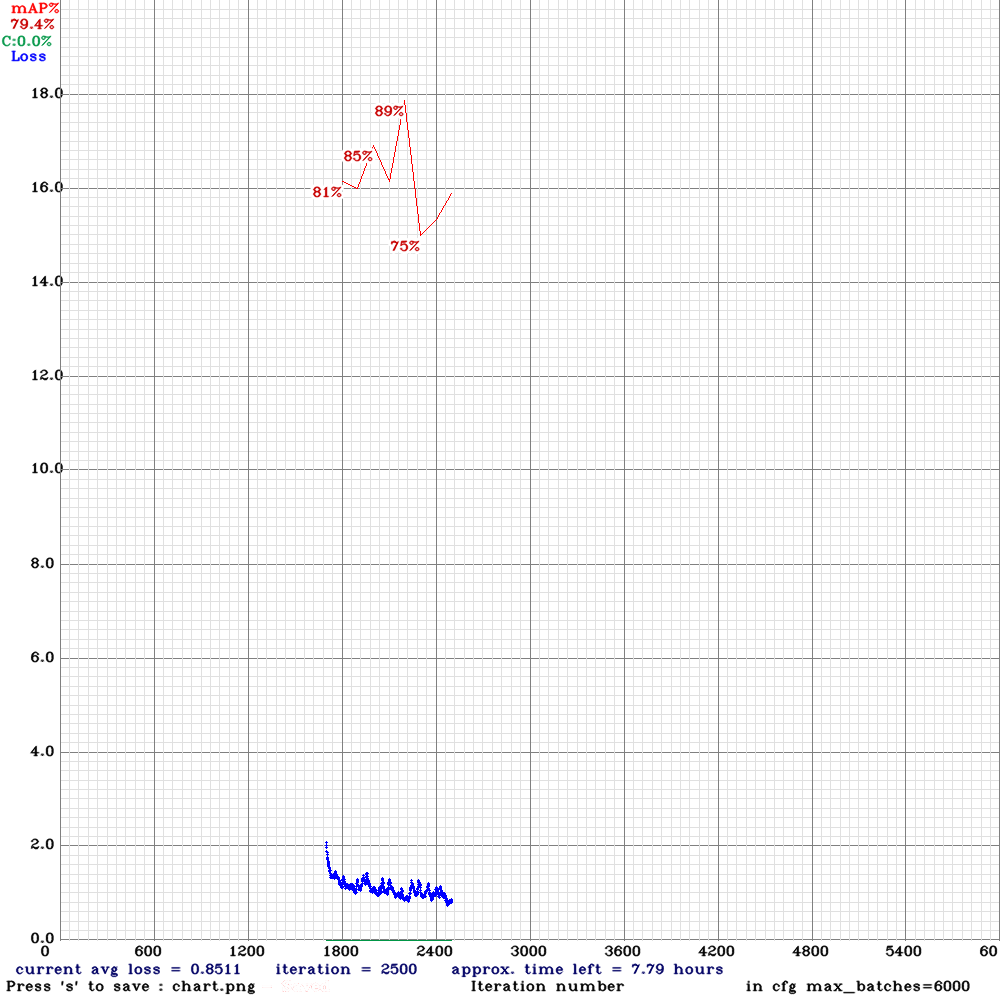 mAP%
79.4%
C:0.0%
Loss
18.0
89%
85%
16.0
81%
75%
14.0
12.0
10.0
8.0
6.0
4.0
2.0
0.0
0 600 1200 1800 2400 3000 3600 4200 4800 5400 60
current avg loss = 0.8511 iteration = 2500 approx. time left = 7.79 hours
Press 's' to save : chart.png Iteration number in cfg max_batches=6000